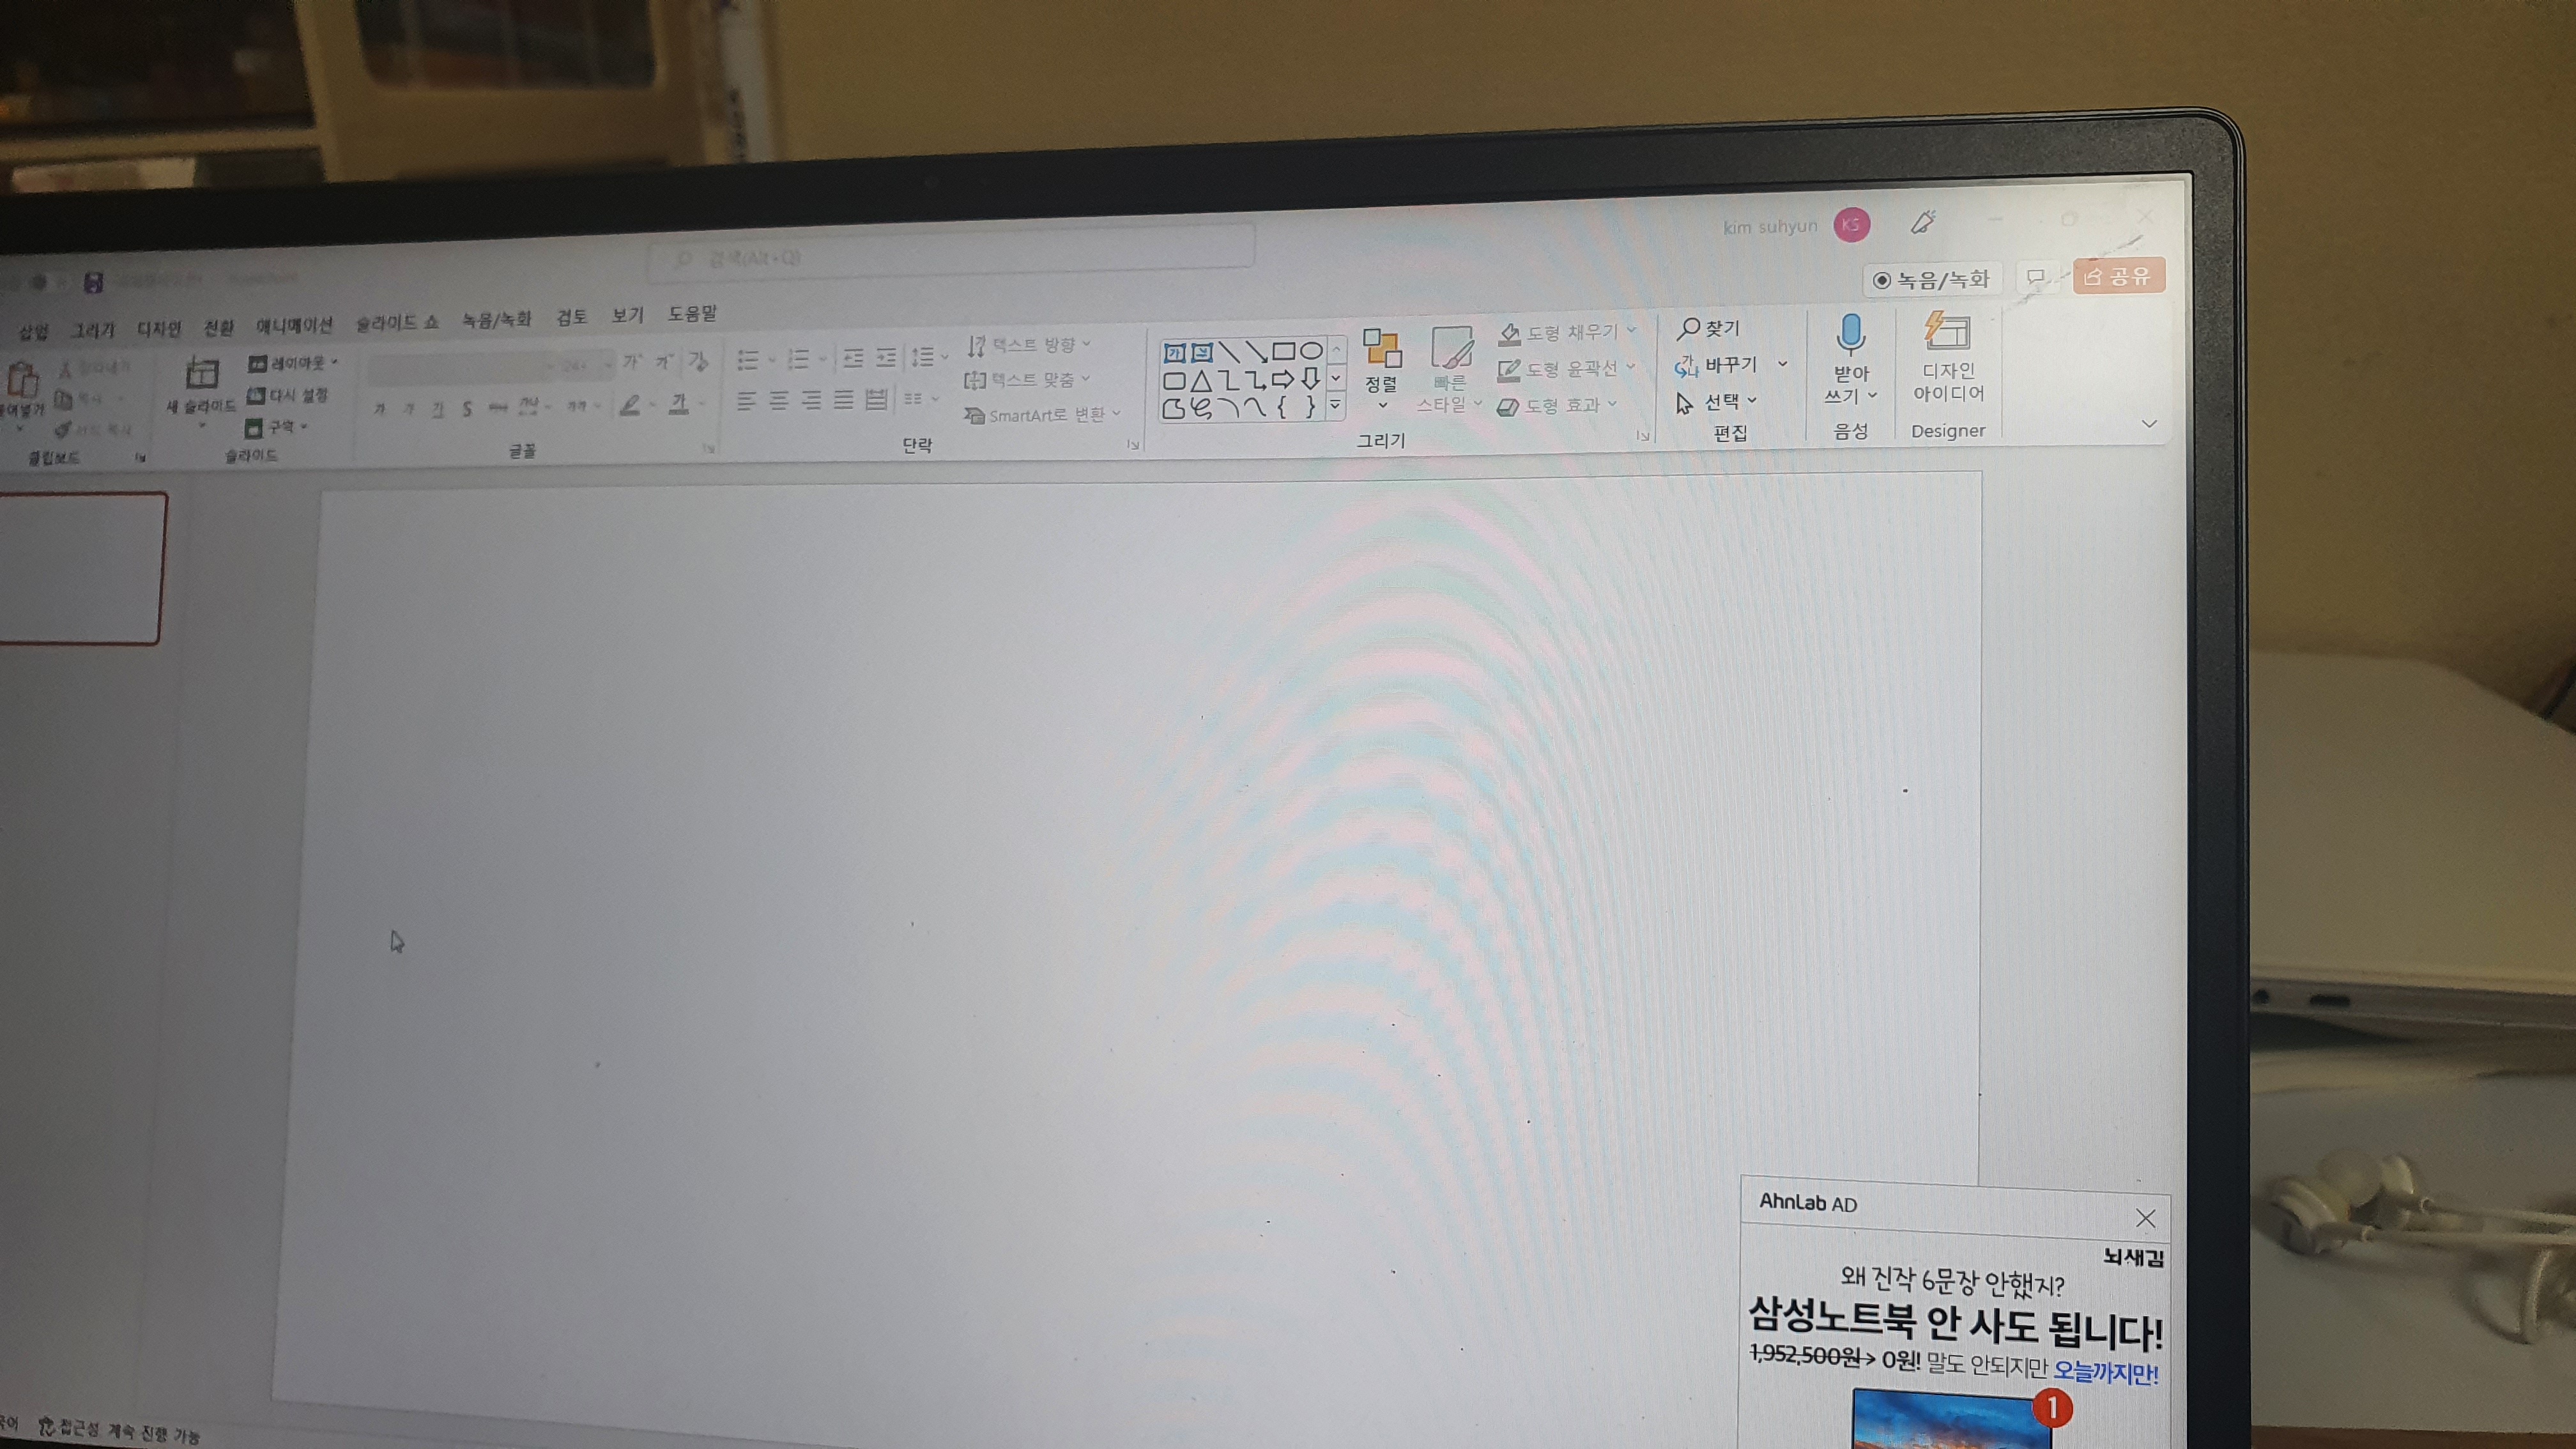 kim suhyun KS
검색(Alt+Q)
녹음/녹화 공유
삽입 그리기 디자인 전환 애니메이션 슬라이드 쇼 녹음/녹화 검토 보기 도움말
새 슬라이드
레이아웃
다시 설정
구역
가 가 가 S
텍스트 방향
텍스트 맞춤
SmartArt로 변환
정렬
빠른
스타일
도형 채우기
도형 윤곽선
도형 효과
찾기
바꾸기
선택
받아
쓰기
디자인
아이디어
클립보드 슬라이드 글꼴 단락 그리기 편집 음성 Designer
AhnLab AD
뇌새김
왜 진작 6문장 안했지?
삼성노트북 안 사도 됩니다!
1,952,500원→ 0원! 말도 안되지만 오늘까지만!
1
접근성: 계속 진행 가능